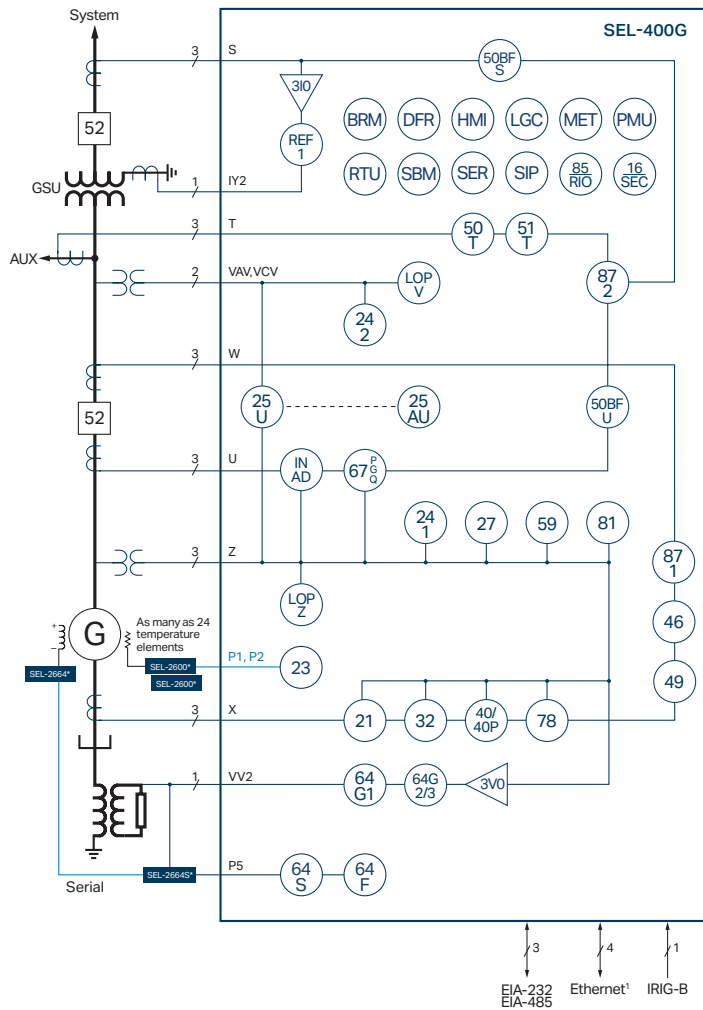 System
SEL-400G
3
S
50BF
S
3I0
BRM
DFR
HMI
LGC
MET
PMU
52
REF
1
RTU
SBM
SER
SIP
85
RIO
16
SEC
GSU
1
IY2
3
T
50
T
51
T
AUX
2
VAV,VCV
LOP
V
87
2
24
2
3
W
25
U
25
AU
50BF
U
52
3
U
IN
AD
67
P
G
Q
24
1
27
59
81
3
Z
87
1
LOP
Z
46
As many as 24
temperature
elements
+
–
G
SEL-2664*
SEL-2600*
SEL-2600*
P1, P2
23
49
3
X
21
32
40/
40P
78
1
VV2
64
G1
64G
2/3
3V0
Serial
SEL-2664S*
P5
64
S
64
F
3
4
1
EIA-232
EIA-485
Ethernet¹
IRIG-B